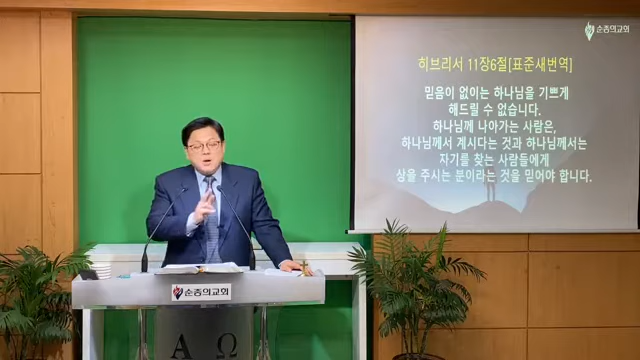 순종의교회
히브리서 11장6절[표준새번역]
믿음이 없이는 하나님을 기쁘게
해드릴 수 없습니다.
하나님께 나아가는 사람은,
하나님께서 계시다는 것과 하나님께서는
자기를 찾는 사람들에게
상을 주시는 분이라는 것을 믿어야 합니다.
순종의교회
Α Ω